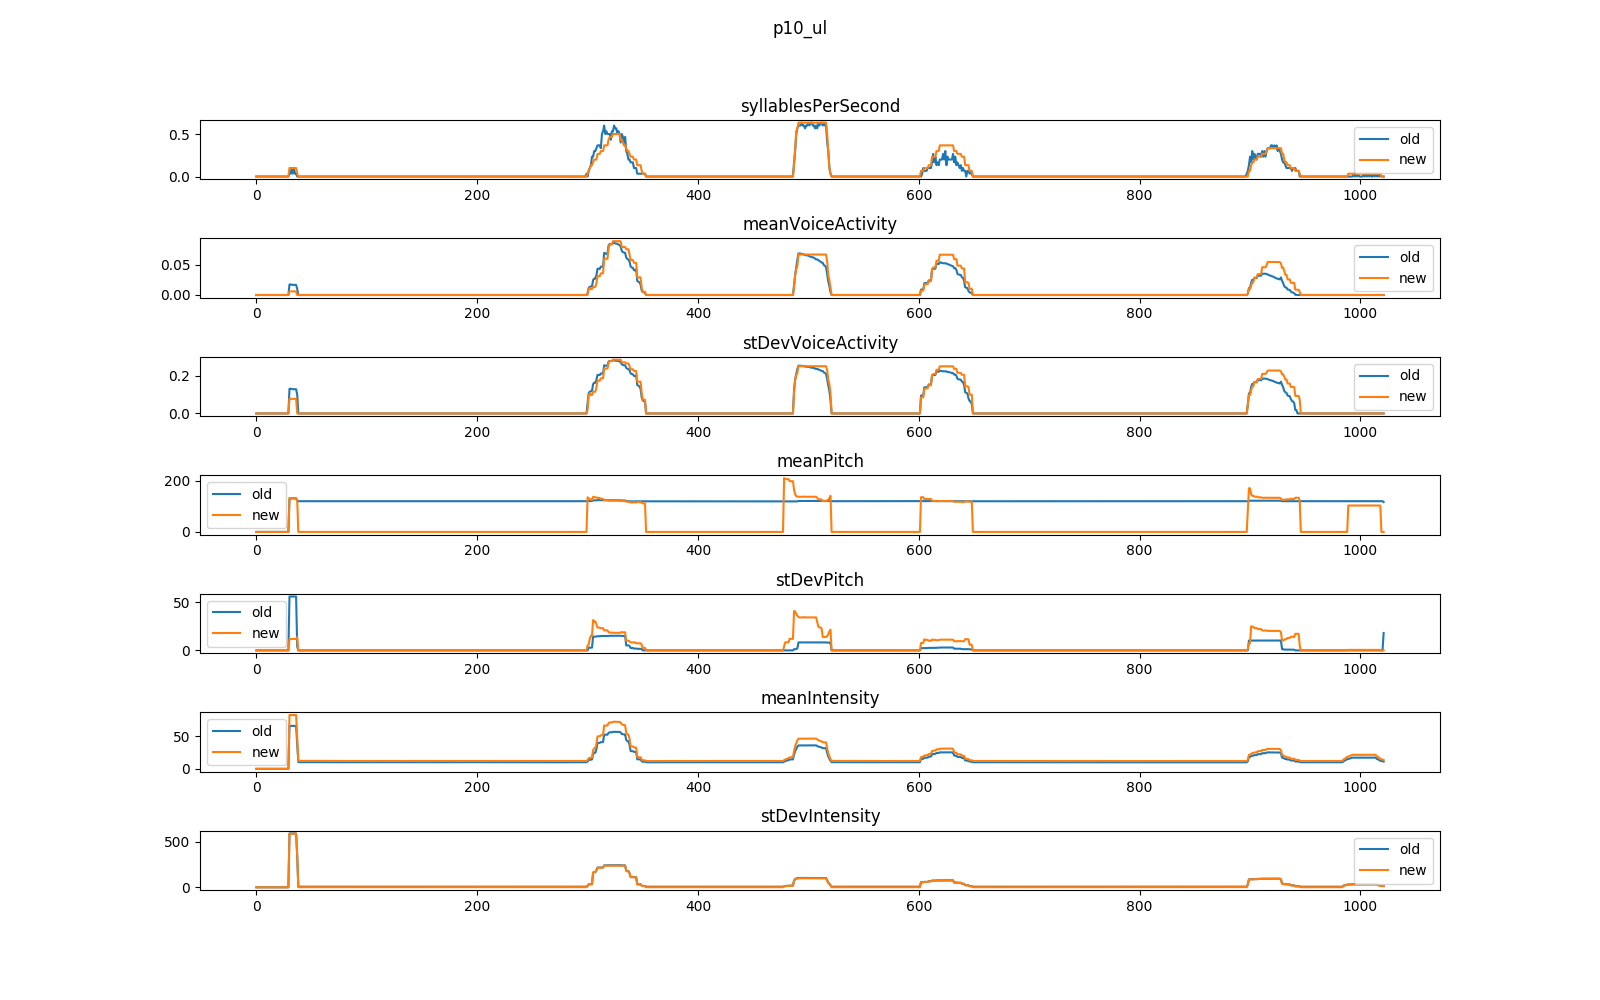 p10_ul
syllablesPerSecond
0.5
0.0
old
new
0 200 400 600 800 1000
meanVoiceActivity
0.05
0.00
old
new
0 200 400 600 800 1000
stDevVoiceActivity
0.2
0.0
old
new
0 200 400 600 800 1000
meanPitch
200
0
old
new
0 200 400 600 800 1000
stDevPitch
50
0
old
new
0 200 400 600 800 1000
meanIntensity
50
0
old
new
0 200 400 600 800 1000
stDevIntensity
500
0
old
new
0 200 400 600 800 1000